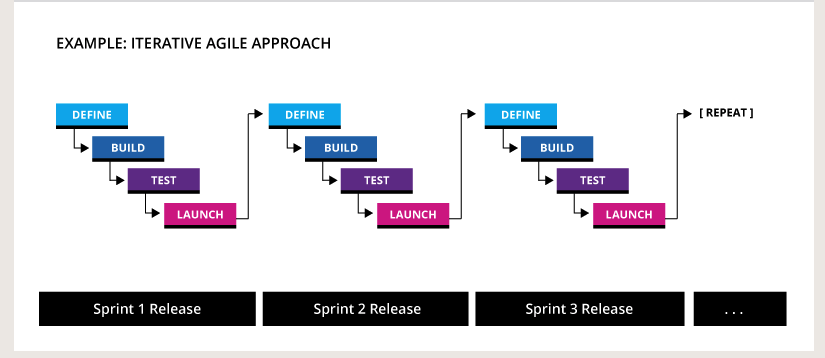 EXAMPLE: ITERATIVE AGILE APPROACH
DEFINE
BUILD
TEST
LAUNCH
DEFINE
BUILD
TEST
LAUNCH
DEFINE
BUILD
TEST
LAUNCH
[ REPEAT ]
Sprint 1 Release
Sprint 2 Release
Sprint 3 Release
. . .